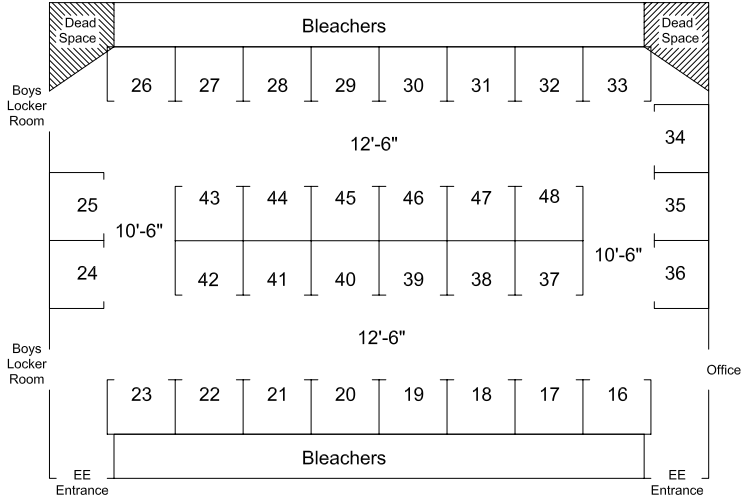 Dead
Space
Bleachers
Dead
Space
26 27 28 29 30 31 32 33
Boys
Locker
Room
34
12'-6"
25
43 44 45 46 47 48
35
10'-6"
10'-6"
24
42 41 40 39 38 37
36
12'-6"
Boys
Locker
Room
Office
23 22 21 20 19 18 17 16
Bleachers
EE
Entrance
EE
Entrance